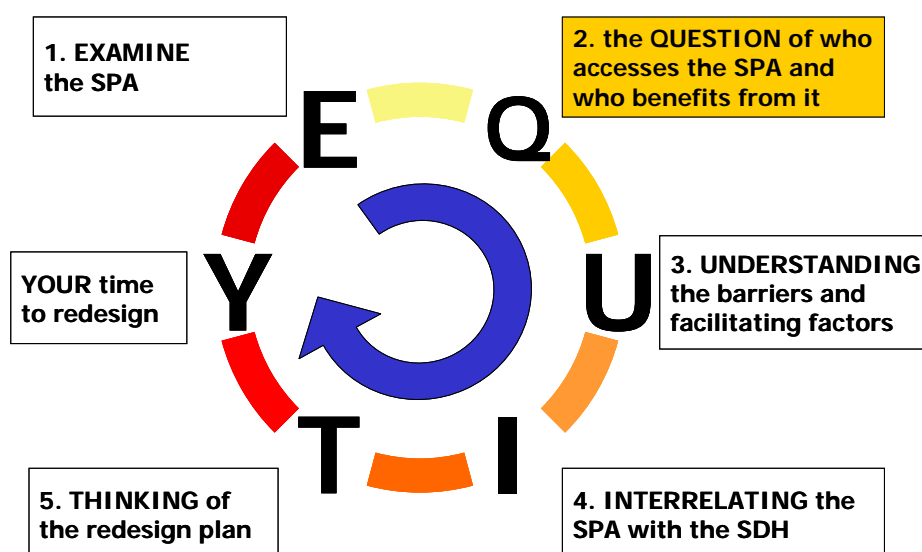 1. EXAMINE
the SPA
2. the QUESTION of who
accesses the SPA and
who benefits from it
E
Q
YOUR time
to redesign
Y
U
3. UNDERSTANDING
the barriers and
facilitating factors
T
I
5. THINKING of
the redesign plan
4. INTERRELATING the
SPA with the SDH